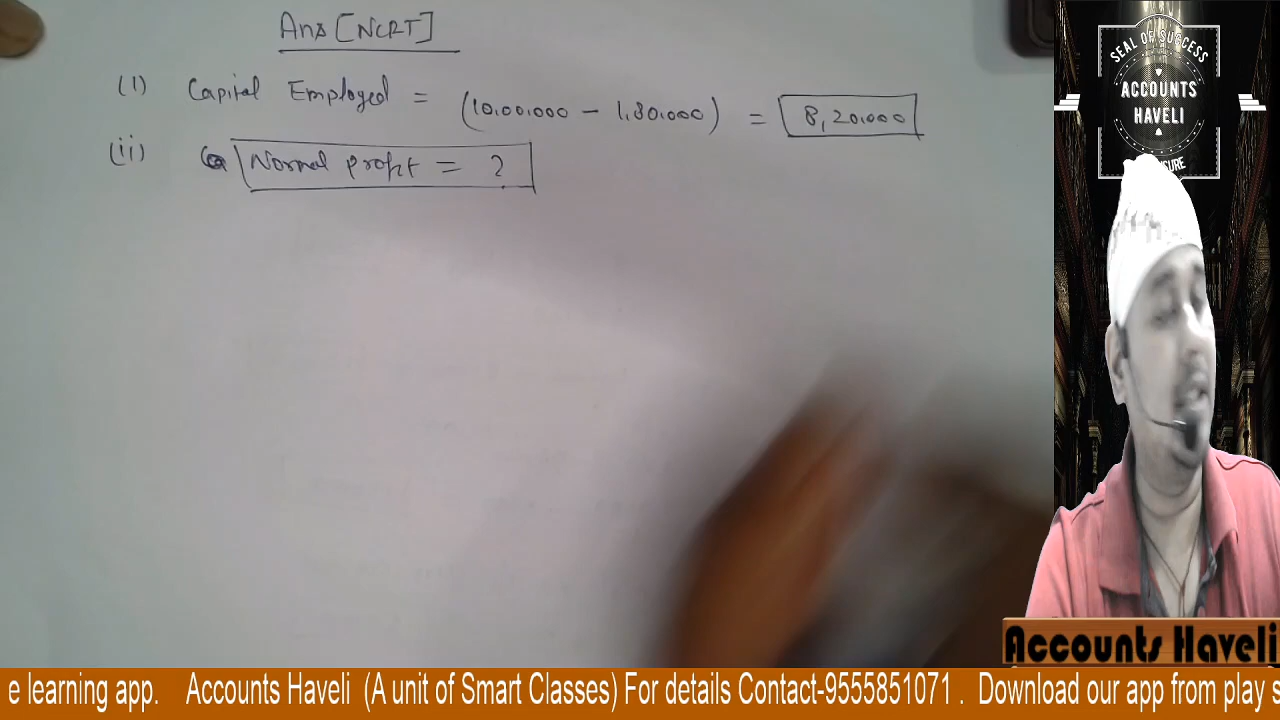 Ans [NCRT]
(1) Capital Employed = (10,00,000 - 1,80,000) = 8,20,000
(ii) Normal profit = ?
SEAL OF SUCCESS
ACCOUNTS
HAVELI
Accounts Haveli
e learning app. Accounts Haveli (A unit of Smart Classes) For details Contact-9555851071 . Download our app from play s